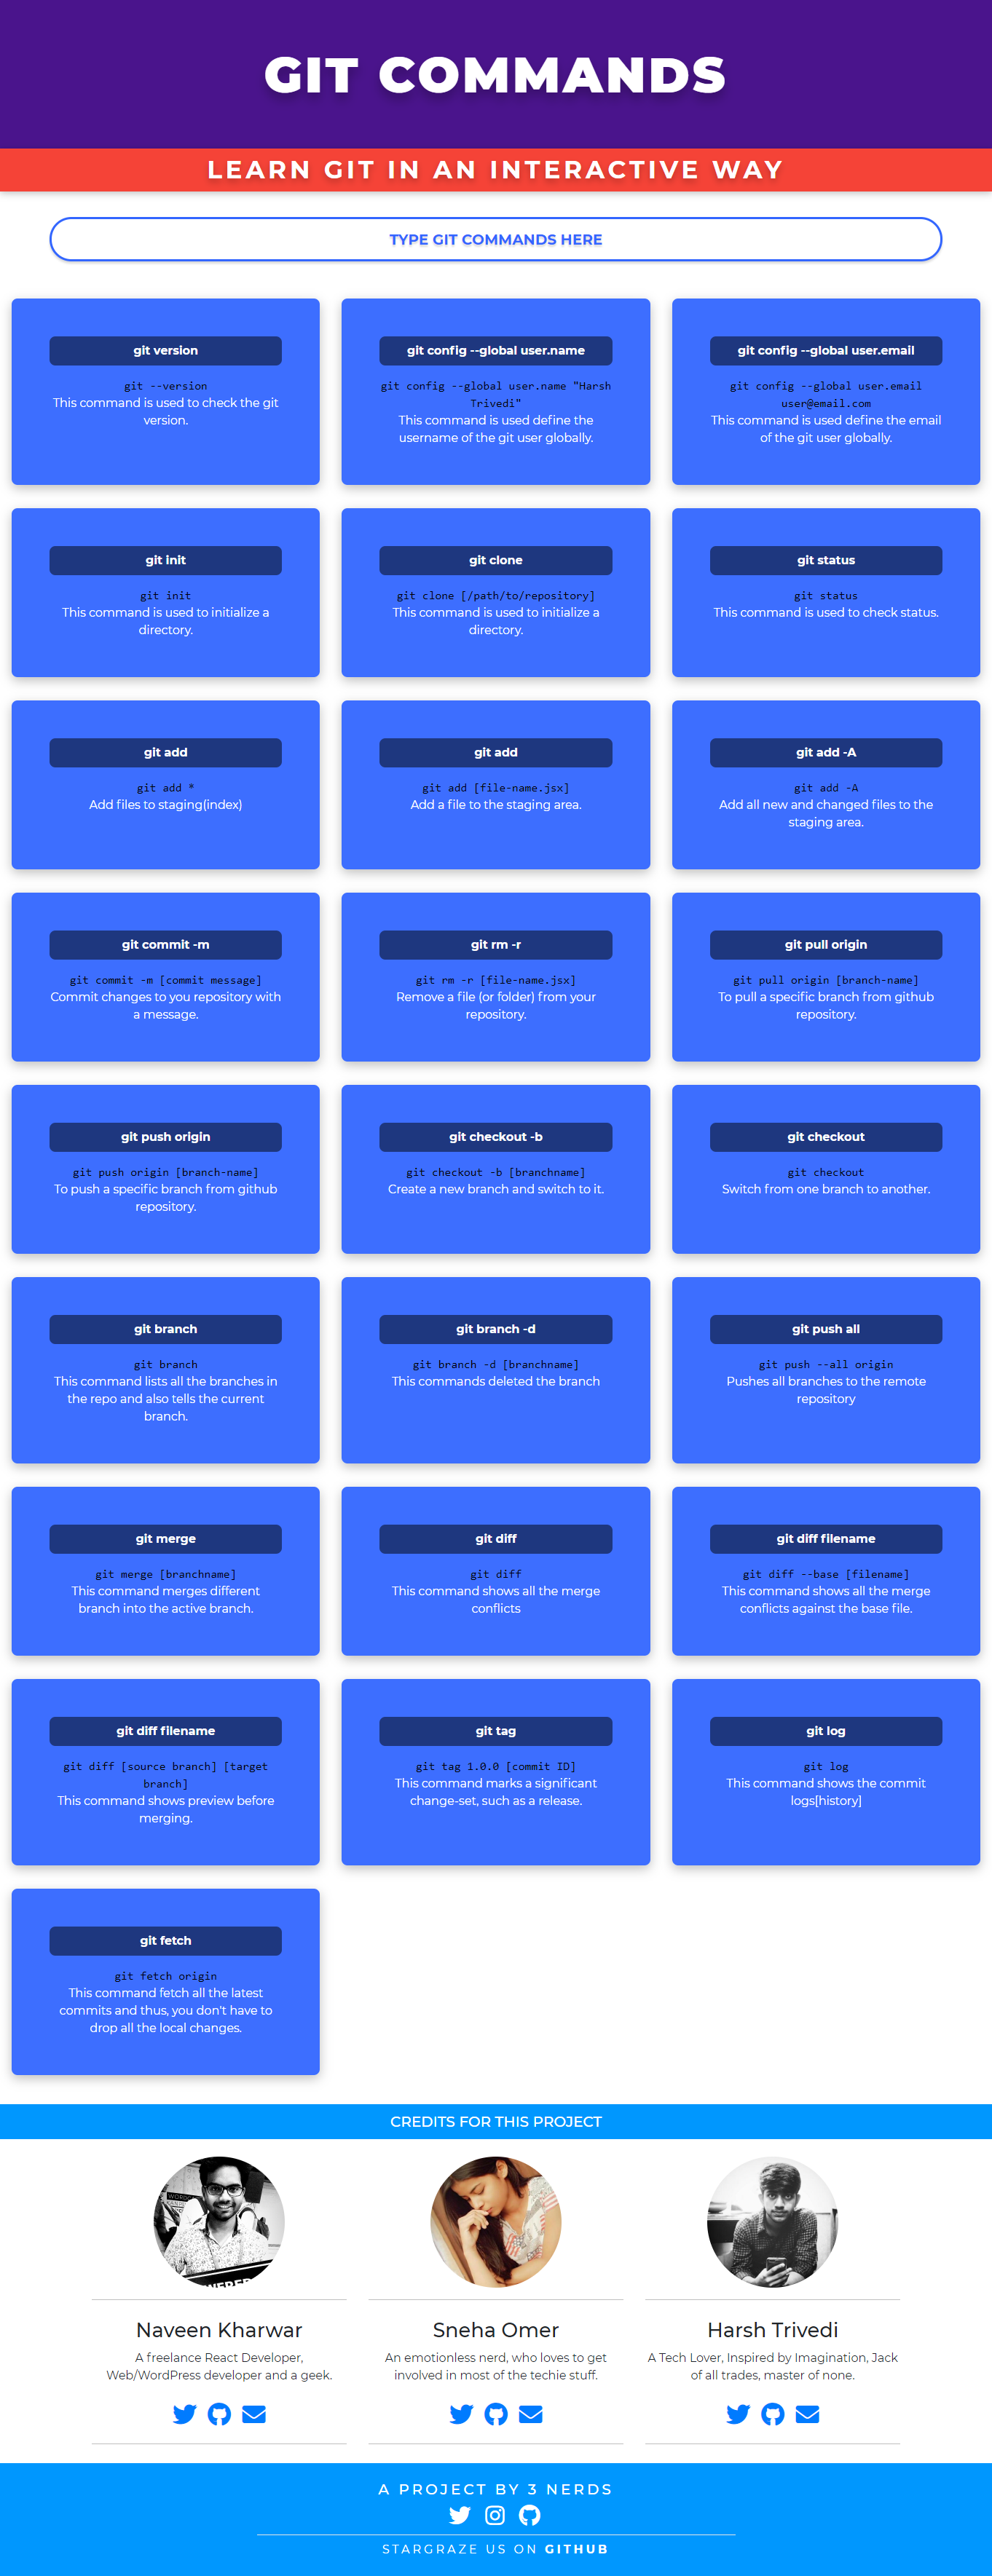 GIT COMMANDS
LEARN GIT IN AN INTERACTIVE WAY
TYPE GIT COMMANDS HERE
git version
git --version
This command is used to check the git
version.
git config --global user.name
git config --global user.name "Harsh
Trivedi"
This command is used define the
username of the git user globally.
git config --global user.email
git config --global user.email
user@email.com
This command is used define the email
of the git user globally.
git init
git init
This command is used to initialize a
directory.
git clone
git clone [/path/to/repository]
This command is used to initialize a
directory.
git status
git status
This command is used to check status.
git add
git add *
Add files to staging(index)
git add
git add [file-name.jsx]
Add a file to the staging area.
git add -A
git add -A
Add all new and changed files to the
staging area.
git commit -m
git commit -m [commit message]
Commit changes to you repository with
a message.
git rm -r
git rm -r [file-name.jsx]
Remove a file (or folder) from your
repository.
git pull origin
git pull origin [branch-name]
To pull a specific branch from github
repository.
git push origin
git push origin [branch-name]
To push a specific branch from github
repository.
git checkout -b
git checkout -b [branchname]
Create a new branch and switch to it.
git checkout
git checkout
Switch from one branch to another.
git branch
git branch
This command lists all the branches in
the repo and also tells the current
branch.
git branch -d
git branch -d [branchname]
This commands deleted the branch
git push all
git push --all origin
Pushes all branches to the remote
repository
git merge
git merge [branchname]
This command merges different
branch into the active branch.
git diff
git diff
This command shows all the merge
conflicts
git diff filename
git diff --base [filename]
This command shows all the merge
conflicts against the base file.
git diff filename
git diff [source branch] [target
branch]
This command shows preview before
merging.
git tag
git tag 1.0.0 [commit ID]
This command marks a significant
change-set, such as a release.
git log
git log
This command shows the commit
logs[history]
git fetch
git fetch origin
This command fetch all the latest
commits and thus, you don't have to
drop all the local changes.
CREDITS FOR THIS PROJECT
Naveen Kharwar
A freelance React Developer,
Web/WordPress developer and a geek.
Sneha Omer
An emotionless nerd, who loves to get
involved in most of the techie stuff.
Harsh Trivedi
A Tech Lover, Inspired by Imagination, Jack
of all trades, master of none.
A PROJECT BY 3 NERDS
STARGRAZE US ON GITHUB